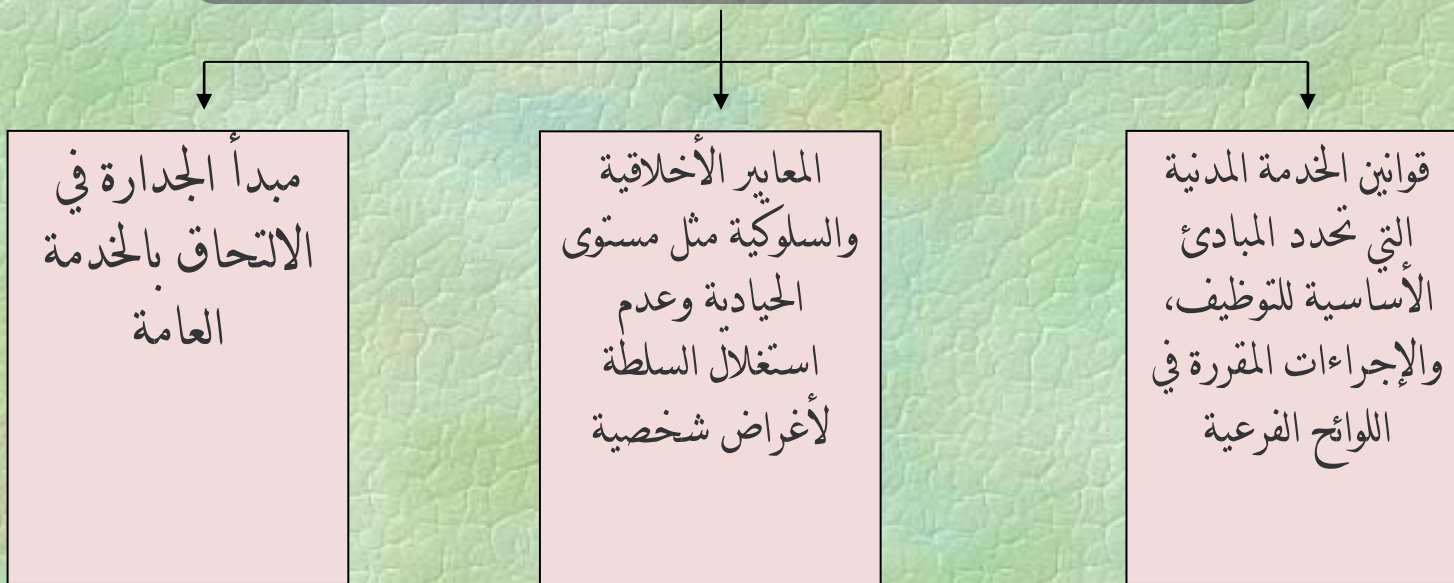 قوانين الخدمة المدنية
التي تحدد المبادئ
الأساسية للتوظيف،
والإجراءات المقررة في
اللوائح الفرعية
المعايير الأخلاقية
والسلوكية مثل مستوى
الحيادية وعدم
استغلال السلطة
لأغراض شخصية
مبدأ الجدارة في
الالتحاق بالخدمة
العامة